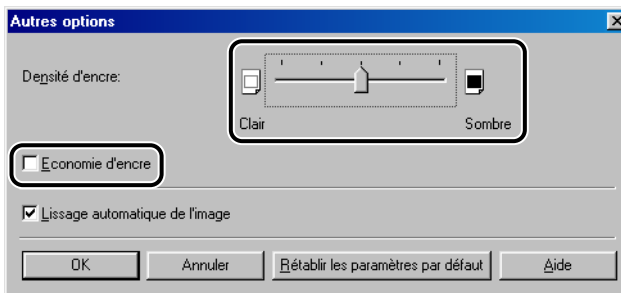 Autres options
Densité d'encre:
Clair Sombre
Economie d'encre
Lissage automatique de l'image
OK Annuler Rétablir les paramètres par défaut Aide